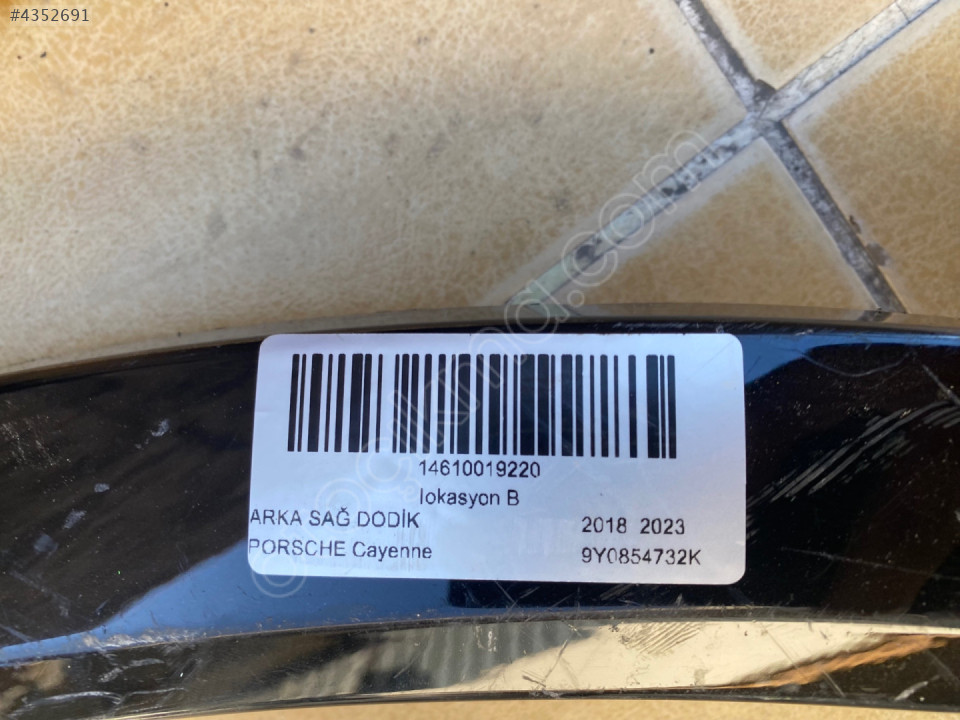 #4352691
14610019220
lokasyon B
ARKA SAĞ DODİK 2018 2023
PORSCHE Cayenne 9Y0854732K